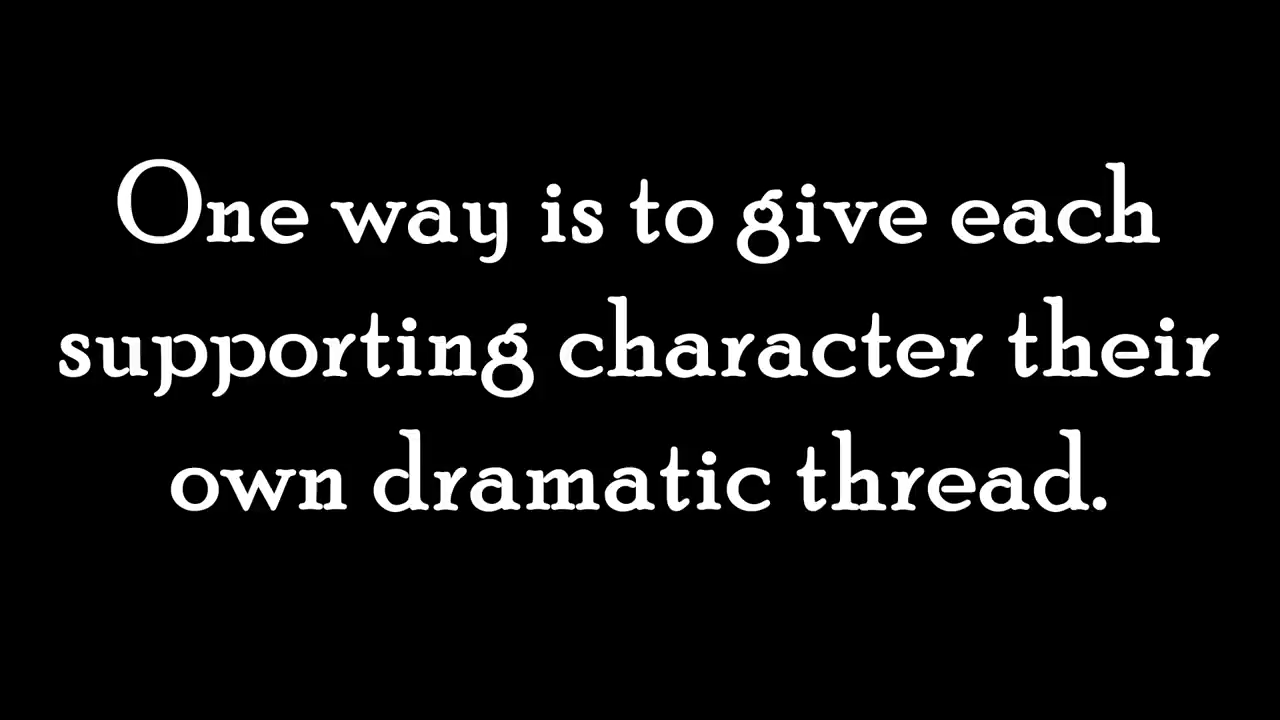 One way is to give each
supporting character their
own dramatic thread.